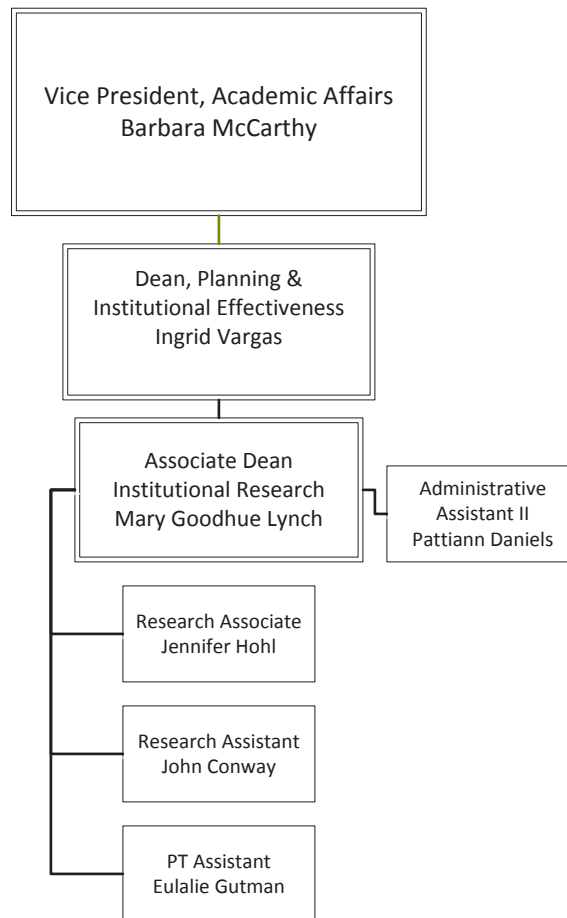 Vice President, Academic Affairs
Barbara McCarthy
Dean, Planning &
Institutional Effectiveness
Ingrid Vargas
Associate Dean
Institutional Research
Mary Goodhue Lynch
Administrative
Assistant II
Pattiann Daniels
Research Associate
Jennifer Hohl
Research Assistant
John Conway
PT Assistant
Eulalie Gutman